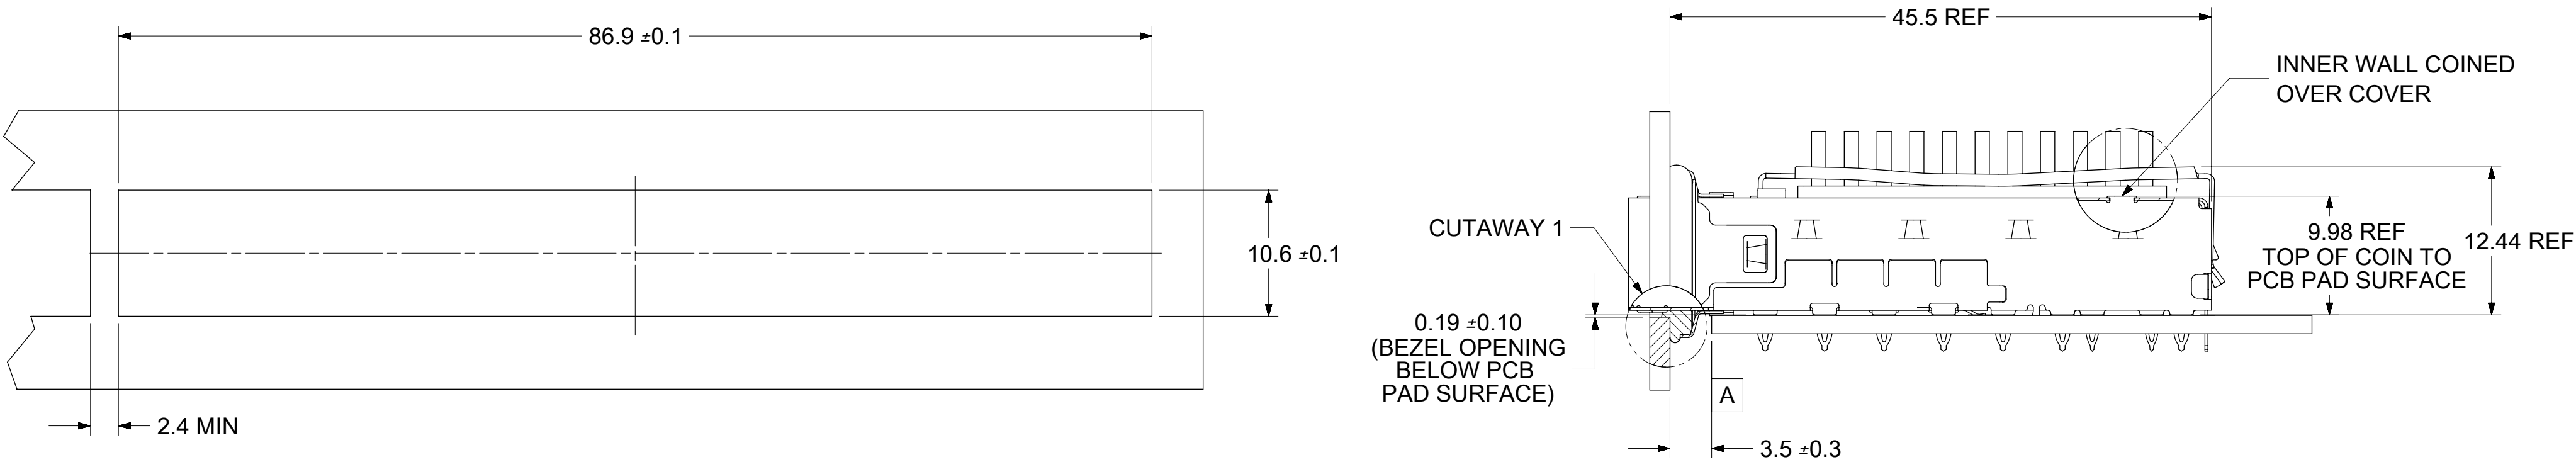 86.9 ±0.1
10.6 ±0.1
2.4 MIN
45.5 REF
INNER WALL COINED
OVER COVER
CUTAWAY 1
9.98 REF
TOP OF COIN TO
PCB PAD SURFACE
12.44 REF
0.19 ±0.10
(BEZEL OPENING
BELOW PCB
PAD SURFACE)
A
3.5 ±0.3